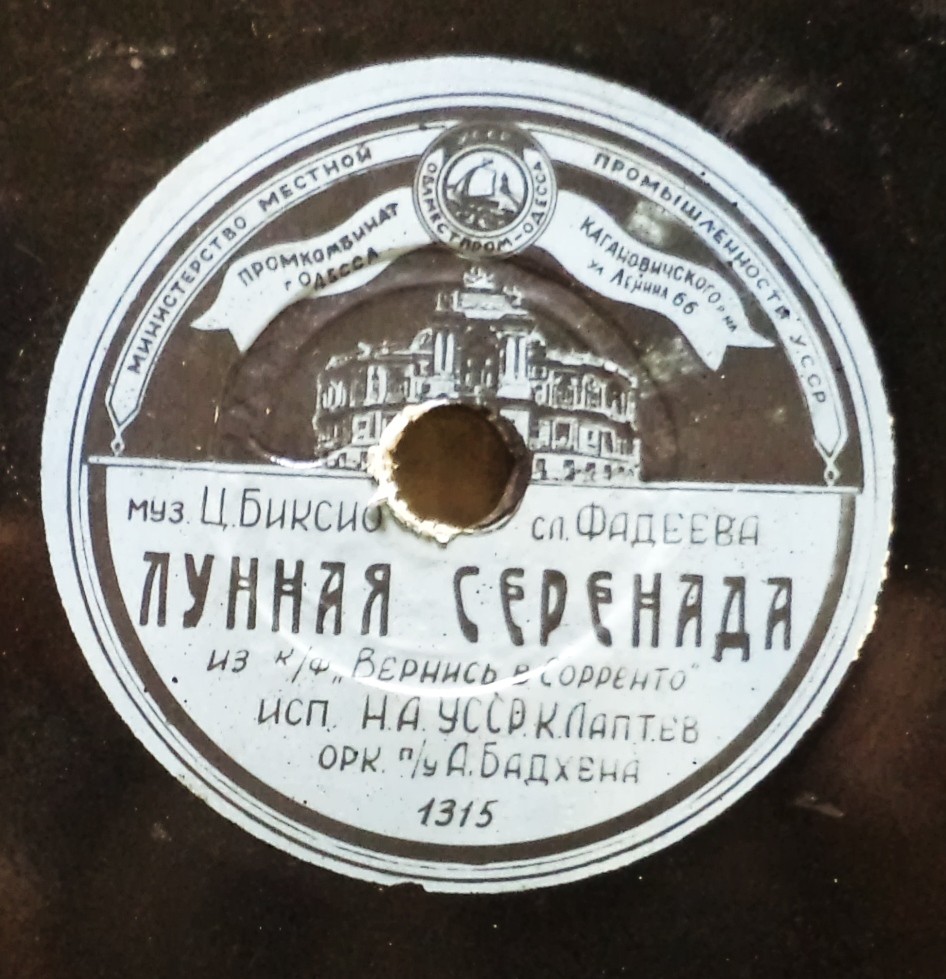 МИНИСТЕРСТВО МЕСТНОЙ ПРОМЫШЛЕННОСТИ УССР
ОБЛМЕСТПРОМ-ОДЕССА
ПРОМКОМБИНАТ
г ОДЕССА
КАГАНОВИЧСКОГО Р-НА
ул ЛЕНИНА 66
муз. Ц. БИКСИО сл. ФАДЕЕВА
ЛУННАЯ СЕРЕНАДА
из к/ф „ВЕРНИСЬ в СОРРЕНТО"
исп. Н.А. УССР. К. ЛАПТЕВ
орк. п/у А. БАДХЕНА
1315